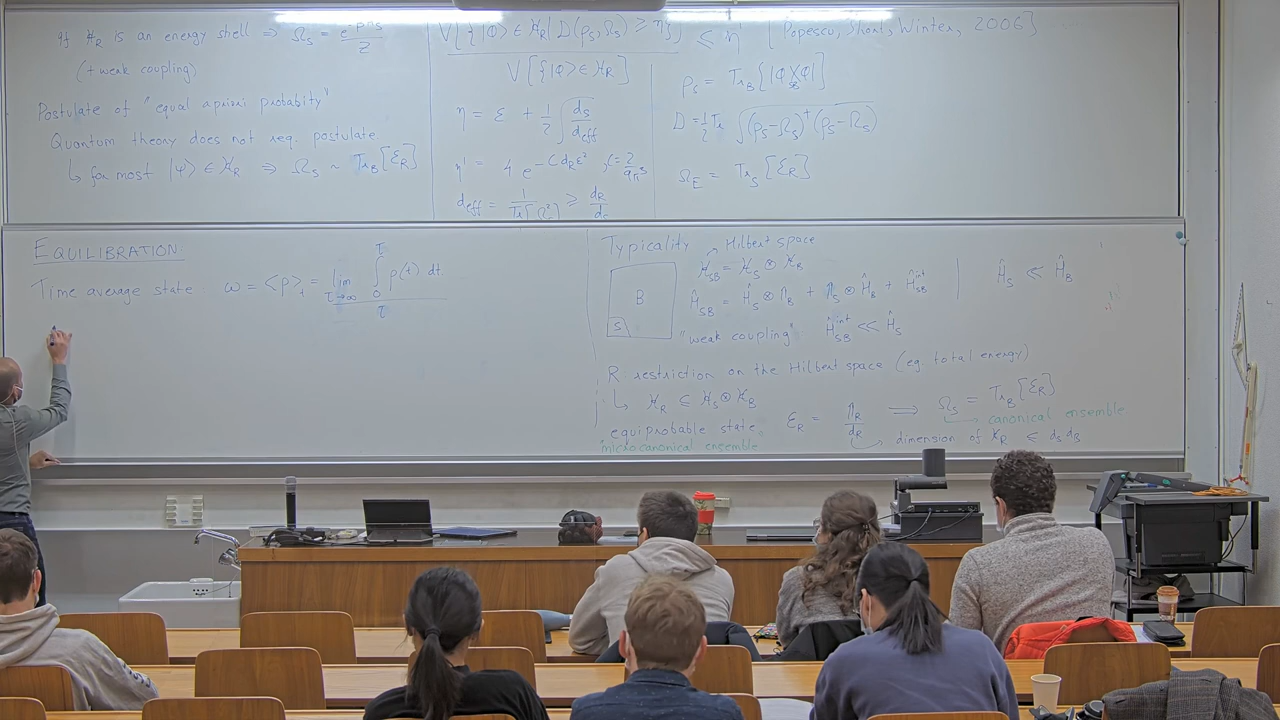 If ℋ_R is an energy shell ⇒ Ω_S = e^{-βH_S}/Z
(+ weak coupling)
Postulate of "equal apriori probabity"
Quantum theory does not req. postulate
↳ for most |ψ⟩ ∈ ℋ_R ⇒ Ω_S ~ Tr_B[ℰ_R]
V[{|Φ⟩ ∈ ℋ_R | D(ρ_S, Ω_S) ≥ η}] / V[{|Φ⟩ ∈ ℋ_R}] ≤ η' [Popescu, Short, Winter, 2006]
η = ε + 1/2 √(d_S/d_eff)
η' = 4 e^{-C d_R ε²}, C = 2/9π³
d_eff = 1/Tr[Ω_E²] ≥ d_R/d_S
ρ_S = Tr_B{|Φ⟩⟨Φ|}
D = 1/2 Tr √((ρ_S-Ω_S)†(ρ_S-Ω_S))
Ω_E = Tr_S[ℰ_R]
EQUILIBRATION
Time average state: ω = ⟨ρ⟩_t = lim_{τ→∞} ∫_0^τ ρ(t) dt / τ
Typicality → Hilbert space
ℋ_SB = ℋ_S ⊗ ℋ_B
B
S
Ĥ_SB = Ĥ_S ⊗ 𝟙_B + 𝟙_S ⊗ Ĥ_B + Ĥ_SB^int | Ĥ_S ≪ Ĥ_B
"weak coupling" Ĥ_SB^int ≪ Ĥ_S
R: restriction on the Hilbert space (eg. total energy)
↳ ℋ_R ⊆ ℋ_S ⊗ ℋ_B
equiprobable state: ℰ_R = 𝟙_R/d_R ⇒ Ω_S = Tr_B[ℰ_R]
↳ canonical ensemble
microcanonical ensemble
↳ dimension of ℋ_R ≤ d_S d_B